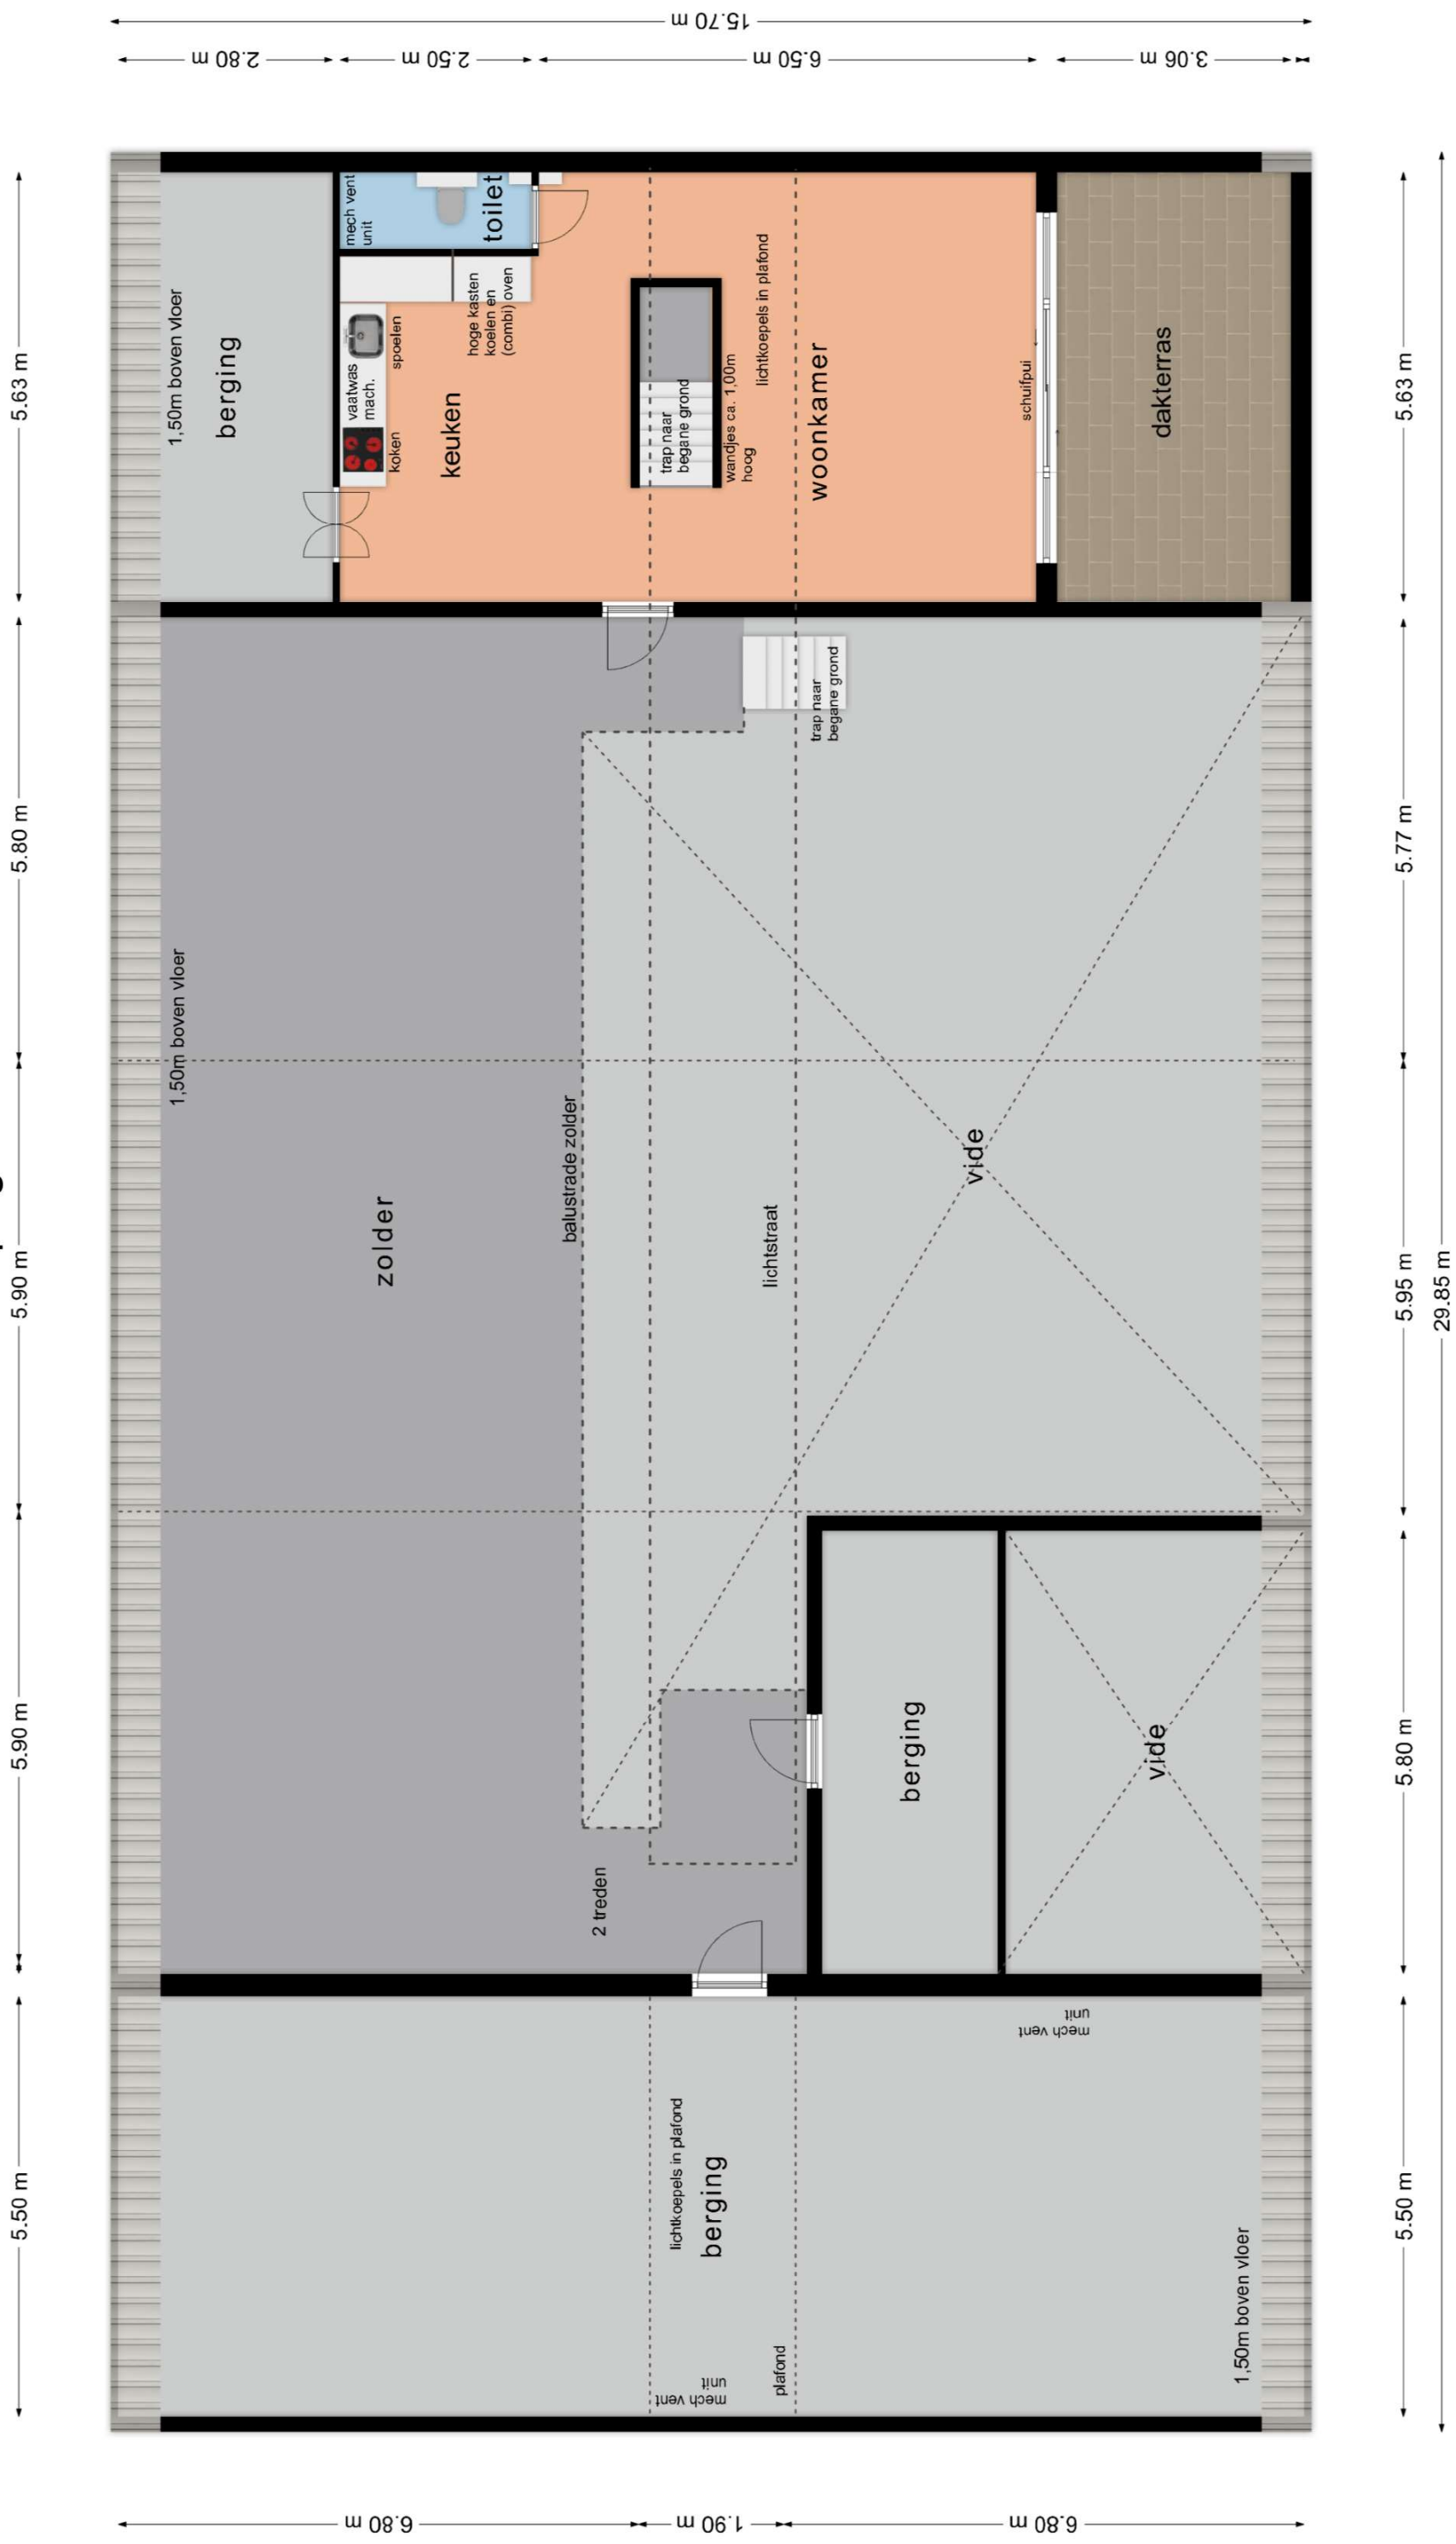 15.70 m
2.80 m
2.50 m
6.50 m
3.06 m
5.63 m
5.80 m
5.90 m
5.90 m
5.50 m
1,50m boven vloer
berging
mech vent
unit
toilet
hoge kasten
koelen en
(combi) oven
spoelen
vaatwas
mach.
koken
keuken
trap naar
begane grond
wandjes ca. 1,00m
hoog
lichtkoepels in plafond
woonkamer
schuifpui
dakterras
trap naar
begane grond
1,50m boven vloer
zolder
balustrade zolder
lichtstraat
vide
2 treden
berging
vide
mech vent
unit
lichtkoepels in plafond
berging
mech vent
unit
plafond
1,50m boven vloer
5.63 m
5.77 m
5.95 m
5.80 m
5.50 m
29.85 m
6.80 m
1.90 m
6.80 m